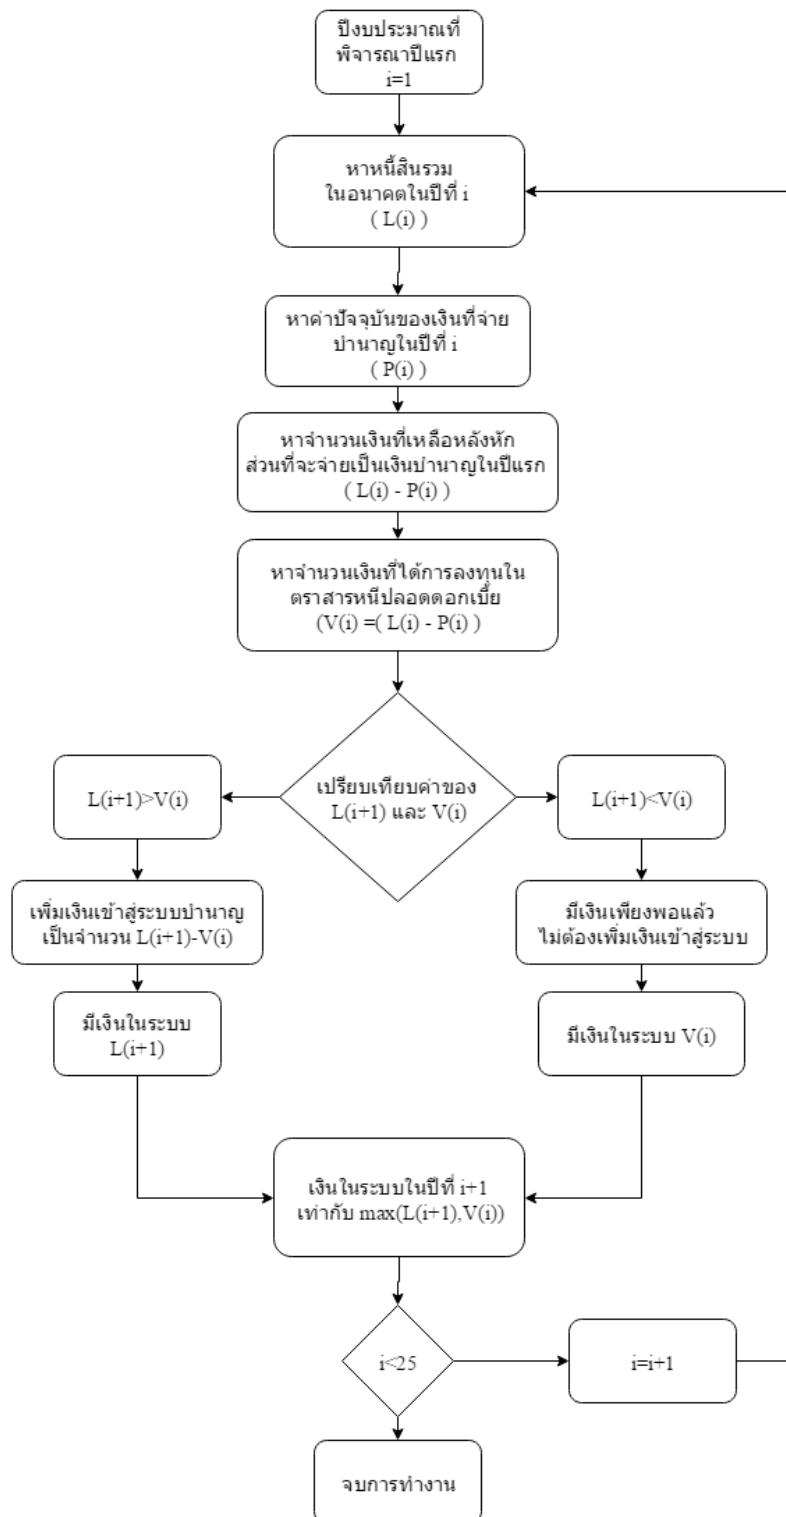 ปีงบประมาณที่
พิจารณาปีแรก
i=1
หาหนี้สินรวม
ในอนาคตในปีที่ i
( L(i) )
หาค่าปัจจุบันของเงินที่จ่าย
บำนาญในปีที่ i
( P(i) )
หาจำนวนเงินที่เหลือหลังหัก
ส่วนที่จะจ่ายเป็นเงินบำนาญในปีแรก
( L(i) - P(i) )
หาจำนวนเงินที่ได้การลงทุนใน
ตราสารหนีปลอดดอกเบี้ย
(V(i) =( L(i) - P(i) )
เปรียบเทียบค่าของ
L(i+1) และ V(i)
L(i+1)>V(i)
L(i+1)<V(i)
เพิ่มเงินเข้าสู่ระบบบำนาญ
เป็นจำนวน L(i+1)-V(i)
มีเงินเพียงพอแล้ว
ไม่ต้องเพิ่มเงินเข้าสู่ระบบ
มีเงินในระบบ
L(i+1)
มีเงินในระบบ V(i)
เงินในระบบในปีที่ i+1
เท่ากับ max(L(i+1),V(i))
i<25
i=i+1
จบการทำงาน